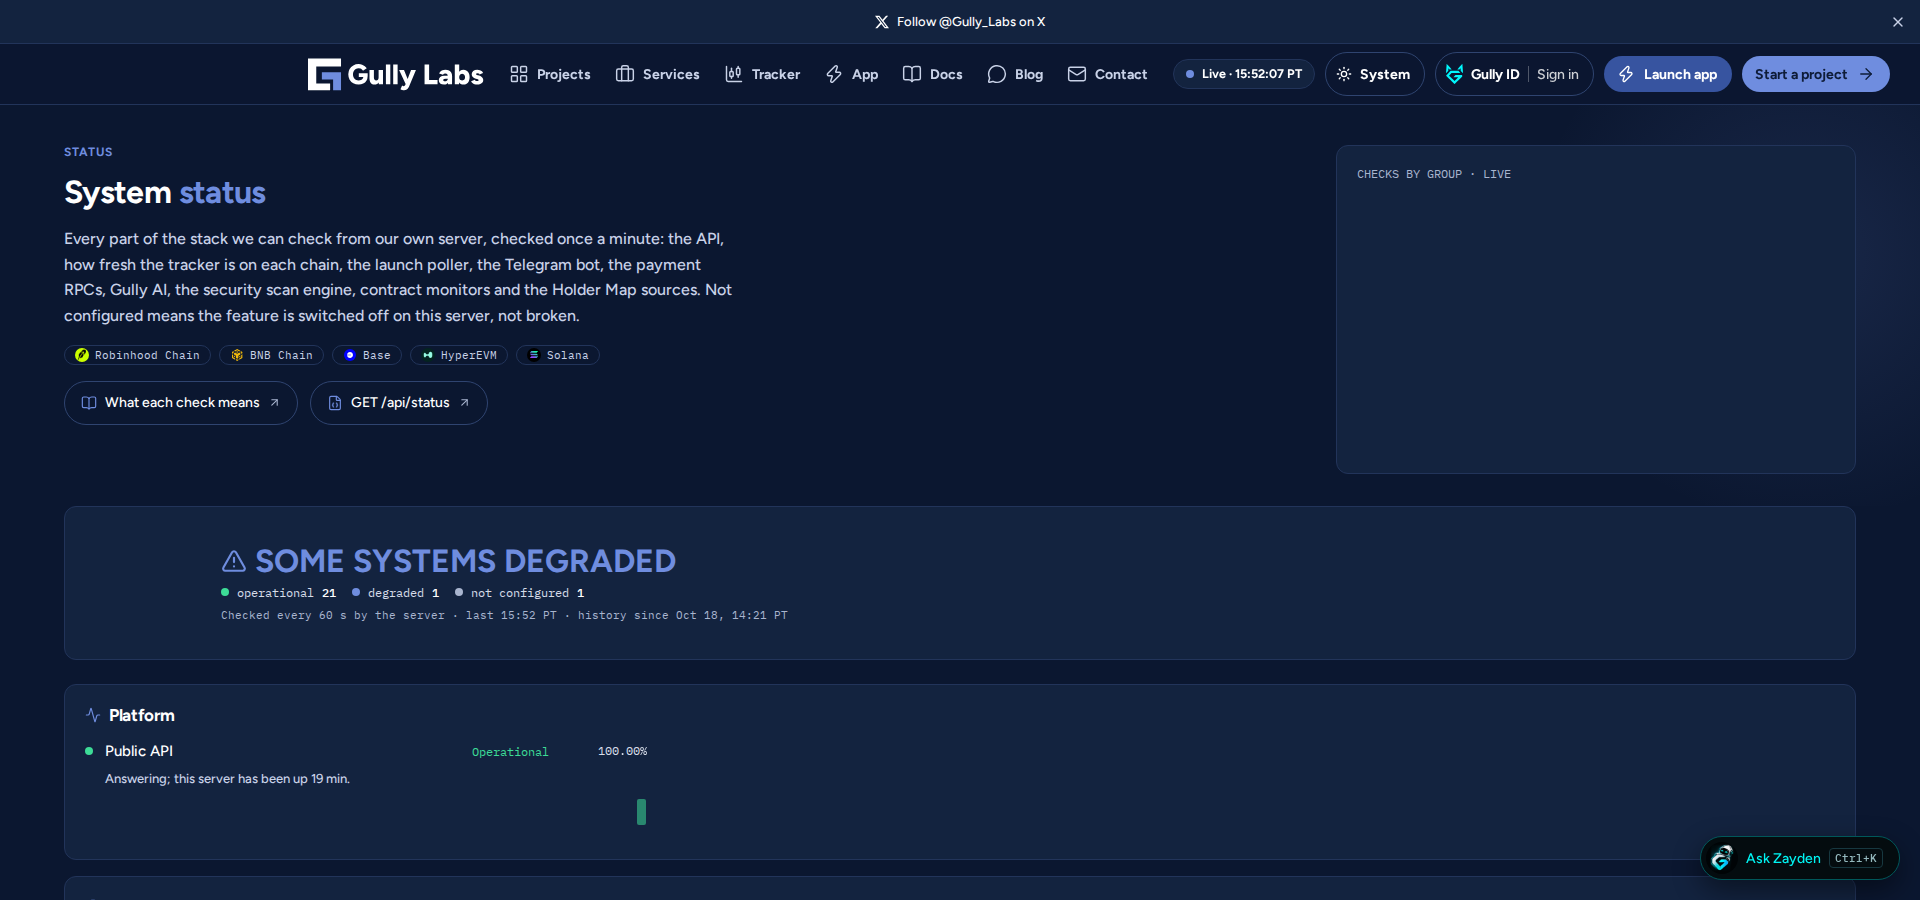 Follow @Gully_Labs on X
Gully Labs
Projects
Services
Tracker
App
Docs
Blog
Contact
Live · 15:52:07 PT
System
Gully ID
Sign in
Launch app
Start a project
STATUS
System status
Every part of the stack we can check from our own server, checked once a minute: the API,
how fresh the tracker is on each chain, the launch poller, the Telegram bot, the payment
RPCs, Gully AI, the security scan engine, contract monitors and the Holder Map sources. Not
configured means the feature is switched off on this server, not broken.
Robinhood Chain
BNB Chain
Base
HyperEVM
Solana
What each check means
GET /api/status
CHECKS BY GROUP · LIVE
SOME SYSTEMS DEGRADED
operational 21
degraded 1
not configured 1
Checked every 60 s by the server · last 15:52 PT · history since Oct 18, 14:21 PT
Platform
Public API
Operational
100.00%
Answering; this server has been up 19 min.
Ask Zayden
Ctrl+K